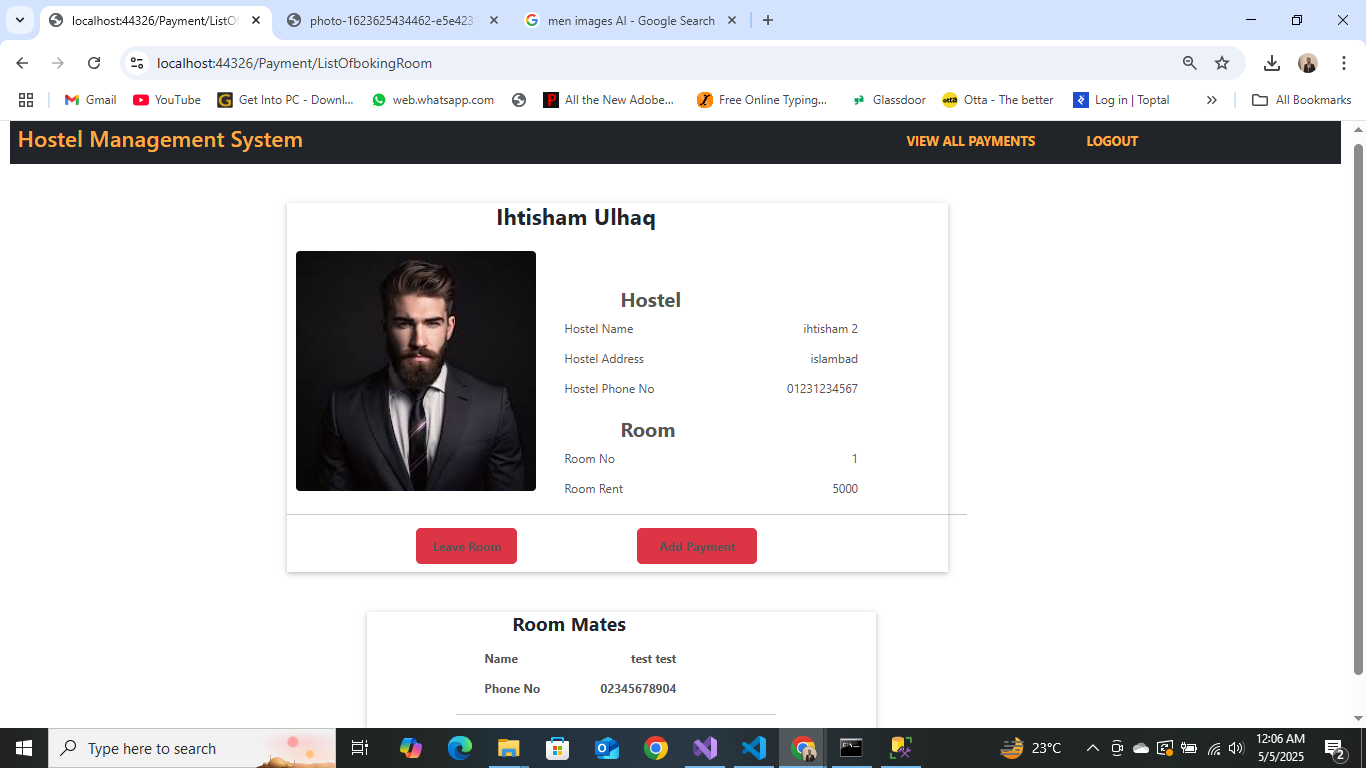 localhost:44326/Payment/ListOf
photo-1623625434462-e5e423
men images AI - Google Search
localhost:44326/Payment/ListOfbokingRoom
Gmail
YouTube
Get Into PC - Downl...
web.whatsapp.com
All the New Adobe...
Free Online Typing...
Glassdoor
Otta - The better
Log in | Toptal
All Bookmarks
Hostel Management System
VIEW ALL PAYMENTS
LOGOUT
Ihtisham Ulhaq
Hostel
Hostel Name ihtisham 2
Hostel Address islambad
Hostel Phone No 01231234567
Room
Room No 1
Room Rent 5000
Leave Room
Add Payment
Room Mates
Name test test
Phone No 02345678904
Type here to search
23°C
12:06 AM
5/5/2025
2